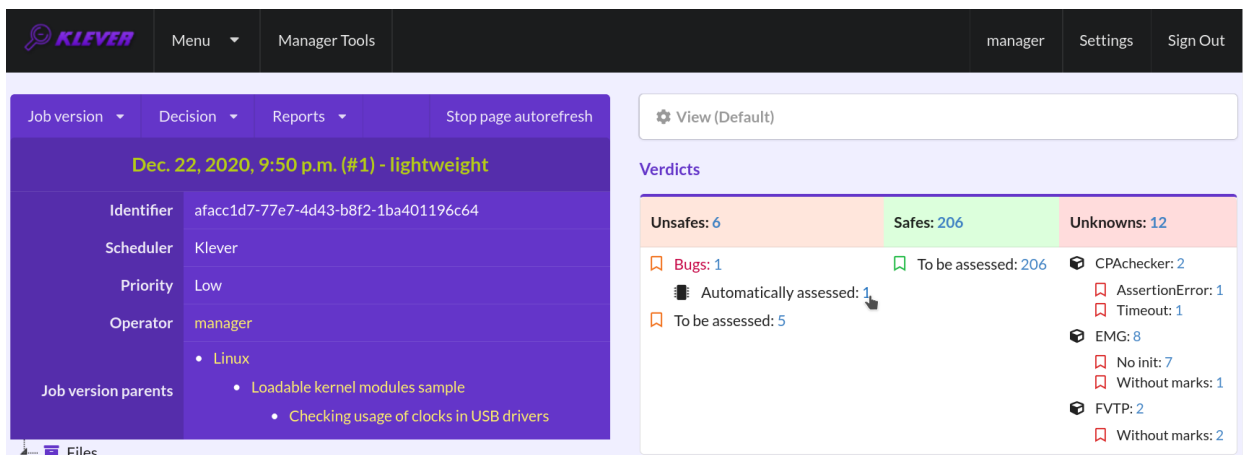 KLEVER Menu Manager Tools manager Settings Sign Out
Job version Decision Reports Stop page autorefresh
Dec. 22, 2020, 9:50 p.m. (#1) - lightweight
Identifier afacc1d7-77e7-4d43-b8f2-1ba401196c64
Scheduler Klever
Priority Low
Operator manager
Job version parents
Linux
Loadable kernel modules sample
Checking usage of clocks in USB drivers
Files
View (Default)
Verdicts
Unsafes: 6
Bugs: 1
Automatically assessed: 1
To be assessed: 5
Safes: 206
To be assessed: 206
Unknowns: 12
CPAchecker: 2
AssertionError: 1
Timeout: 1
EMG: 8
No init: 7
Without marks: 1
FVTP: 2
Without marks: 2